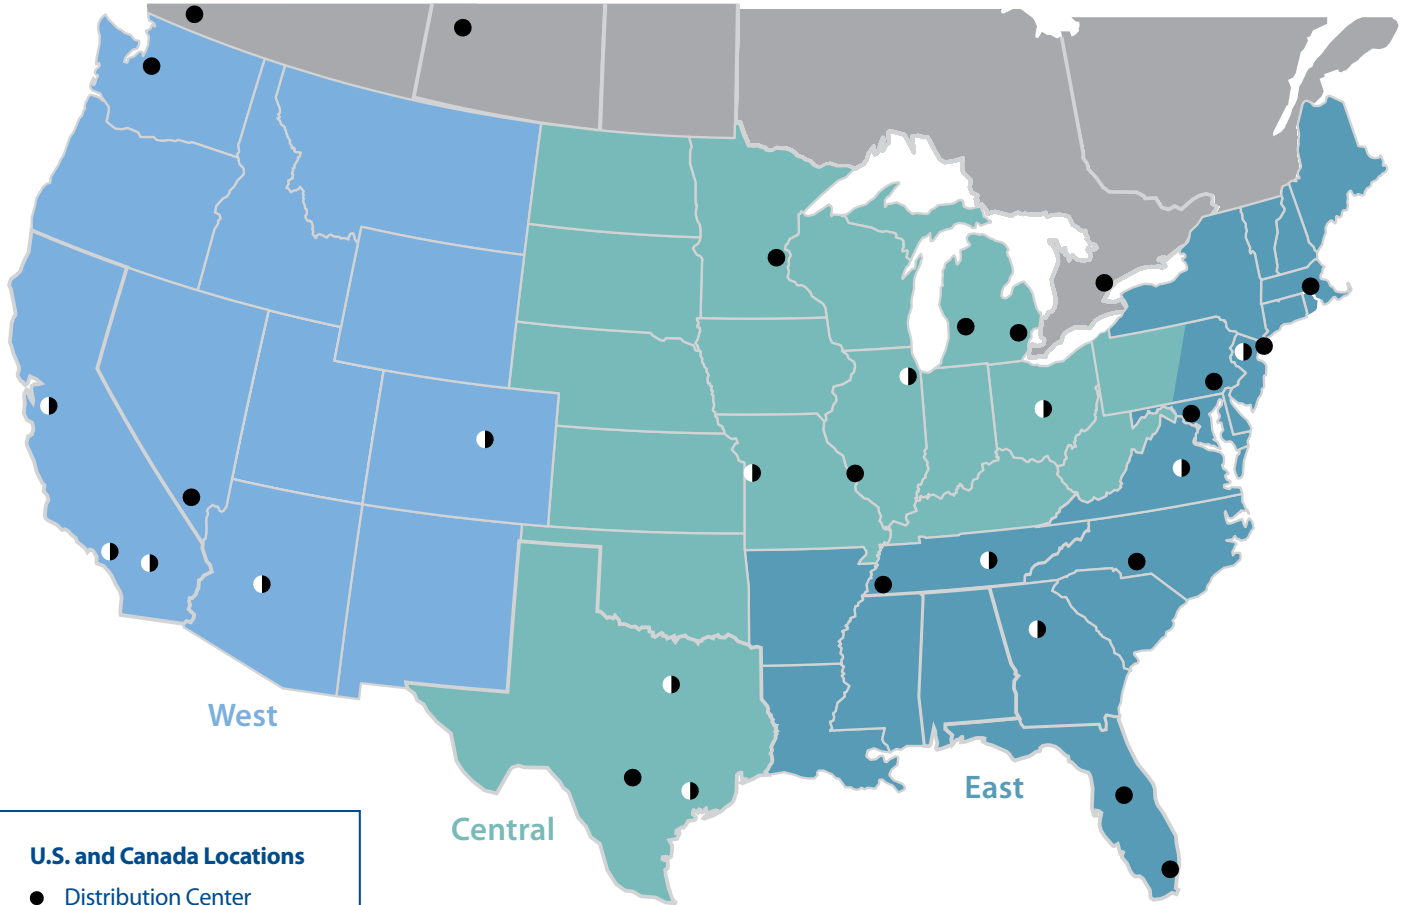 West
East
Central
U.S. and Canada Locations
Distribution Center